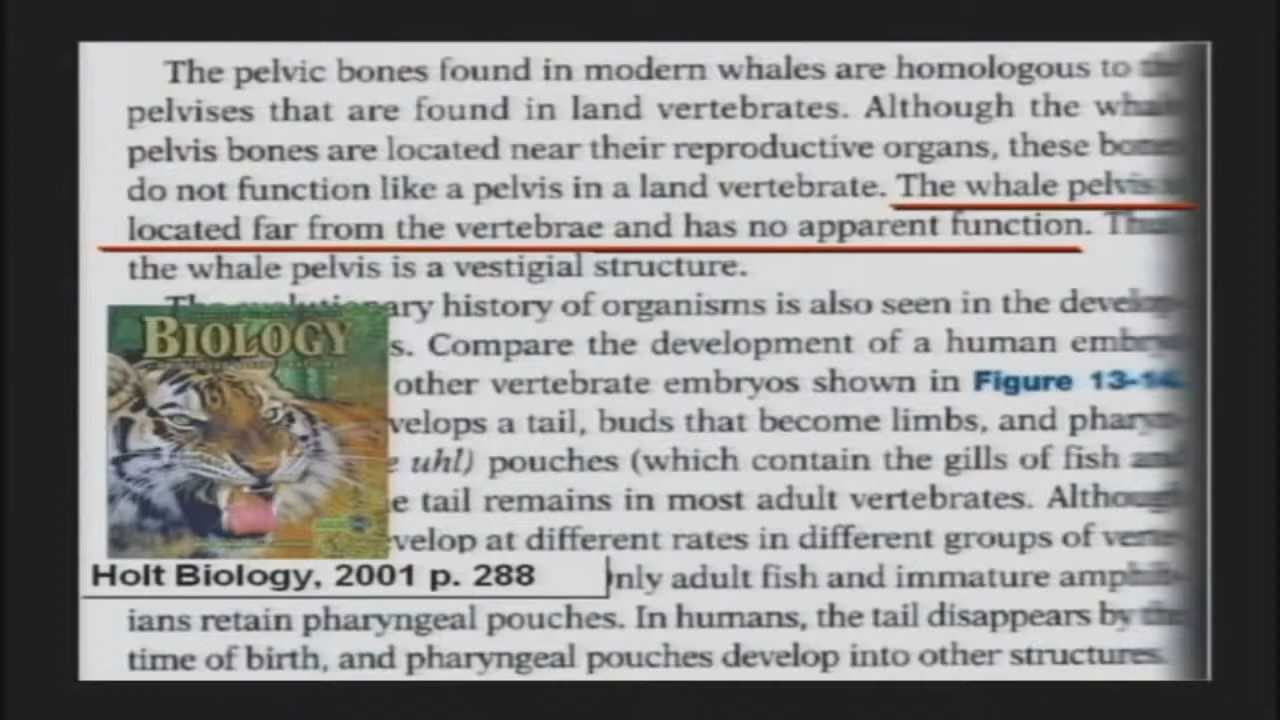 The pelvic bones found in modern whales are homologous to
pelvises that are found in land vertebrates. Although the
pelvis bones are located near their reproductive organs, these
do not function like a pelvis in a land vertebrate. The whale pelvis
located far from the vertebrae and has no apparent function.
the whale pelvis is a vestigial structure.
history of organisms is also seen in the
Compare the development of a human
other vertebrate embryos shown in Figure 13-14.
a tail, buds that become limbs, and
uhl) pouches (which contain the gills of fish
tail remains in most adult vertebrates.
at different rates in different groups of
adult fish and immature
ians retain pharyngeal pouches. In humans, the tail disappears by
time of birth, and pharyngeal pouches develop into other structures.
BIOLOGY
Holt Biology, 2001 p. 288